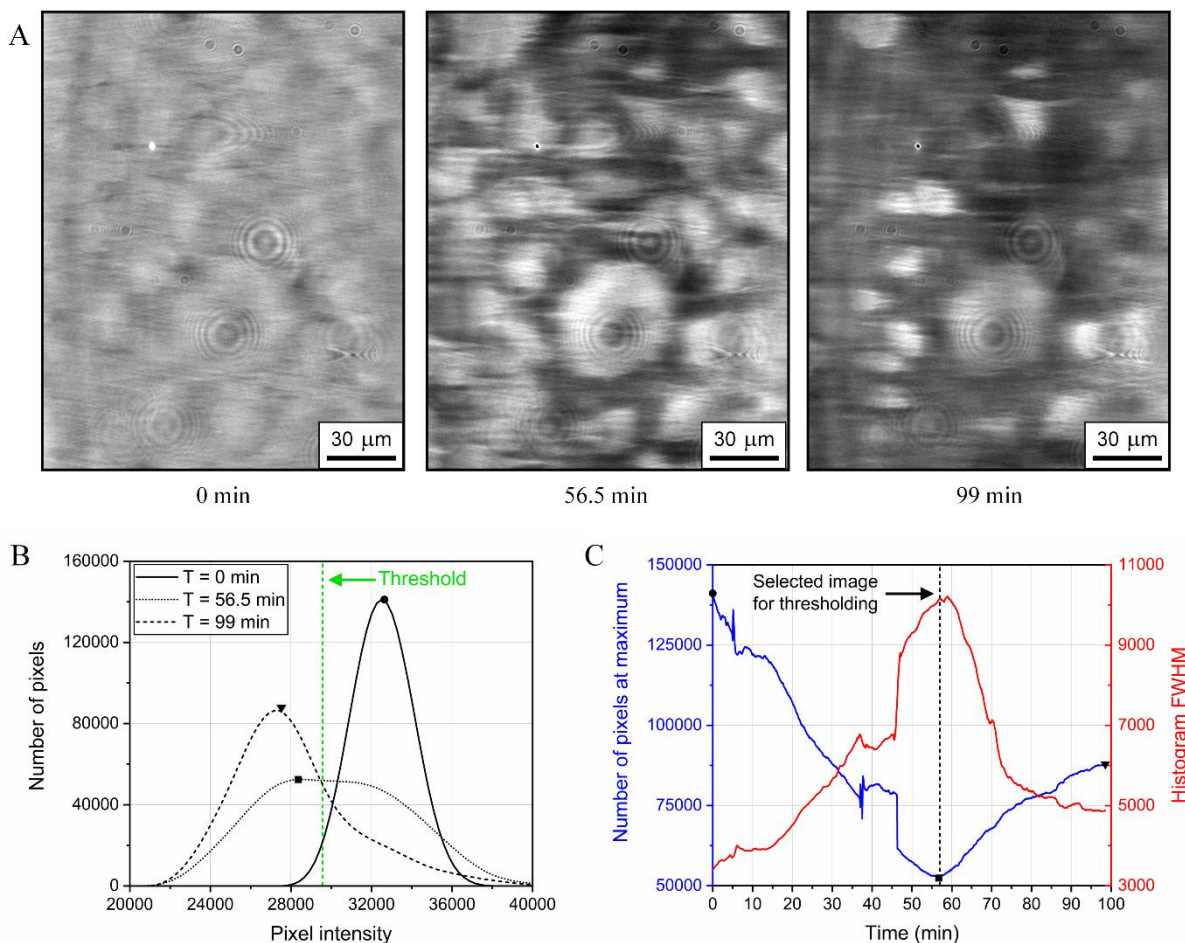 A
30 μm
30 μm
30 μm
0 min
56.5 min
99 min
B
160000
120000
80000
40000
0
Number of pixels
T = 0 min
T = 56.5 min
T = 99 min
Threshold
20000 24000 28000 32000 36000 40000
Pixel intensity
C
150000
125000
100000
75000
50000
Number of pixels at maximum
Selected image
for thresholding
11000
9000
7000
5000
3000
Histogram FWHM
0 10 20 30 40 50 60 70 80 90 100
Time (min)